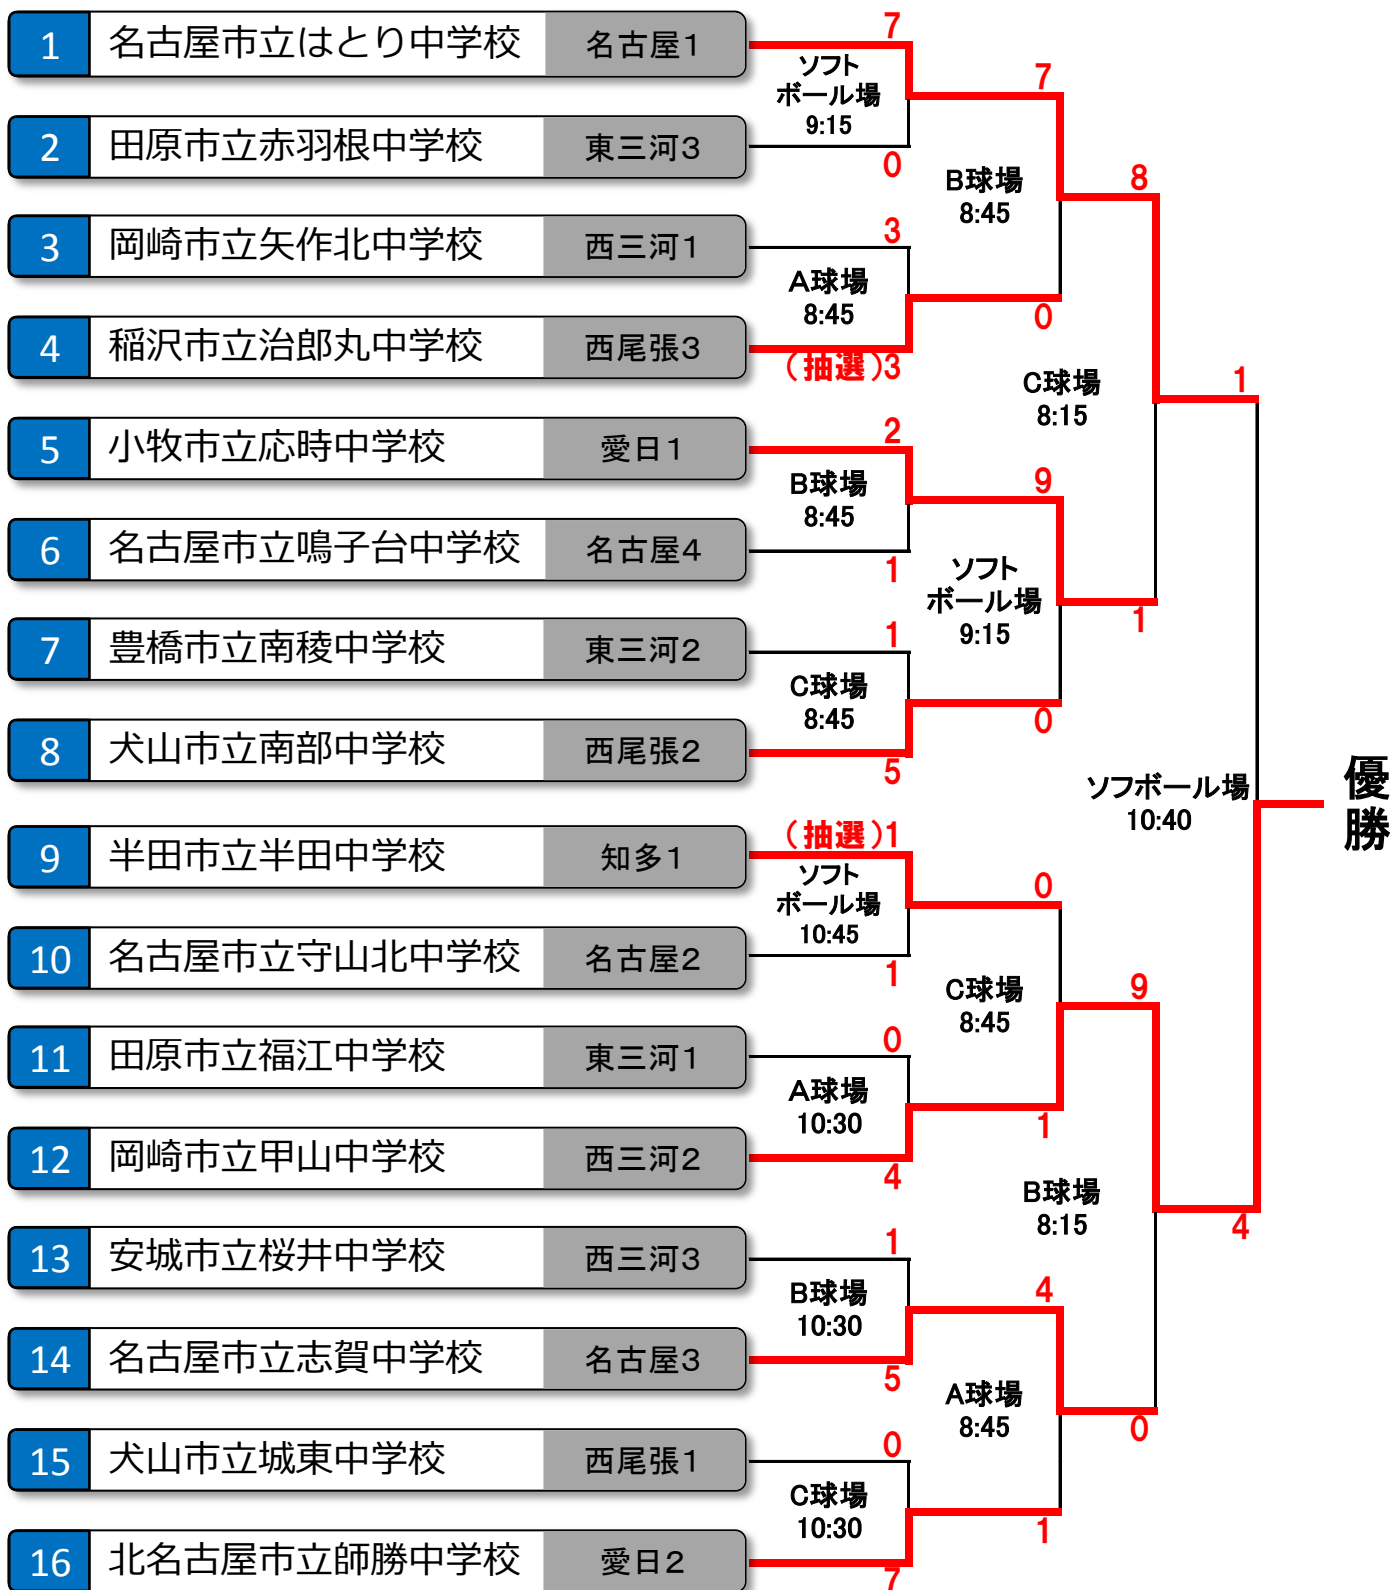 1 名古屋市立はとり中学校 名古屋1
2 田原市立赤羽根中学校 東三河3
3 岡崎市立矢作北中学校 西三河1
4 稲沢市立治郎丸中学校 西尾張3
5 小牧市立応時中学校 愛日1
6 名古屋市立鳴子台中学校 名古屋4
7 豊橋市立南稜中学校 東三河2
8 犬山市立南部中学校 西尾張2
9 半田市立半田中学校 知多1
10 名古屋市立守山北中学校 名古屋2
11 田原市立福江中学校 東三河1
12 岡崎市立甲山中学校 西三河2
13 安城市立桜井中学校 西三河3
14 名古屋市立志賀中学校 名古屋3
15 犬山市立城東中学校 西尾張1
16 北名古屋市立師勝中学校 愛日2
7
ソフト
ボール場
9:15
0
3
A球場
8:45
(抽選)3
2
B球場
8:45
1
1
C球場
8:45
5
(抽選)1
ソフト
ボール場
10:45
1
0
A球場
10:30
4
1
B球場
10:30
5
0
C球場
10:30
7
7
B球場
8:45
0
9
ソフト
ボール場
9:15
0
0
C球場
8:45
1
4
A球場
8:45
1
8
C球場
8:15
1
9
B球場
8:15
0
1
ソフボール場
10:40
4
優勝